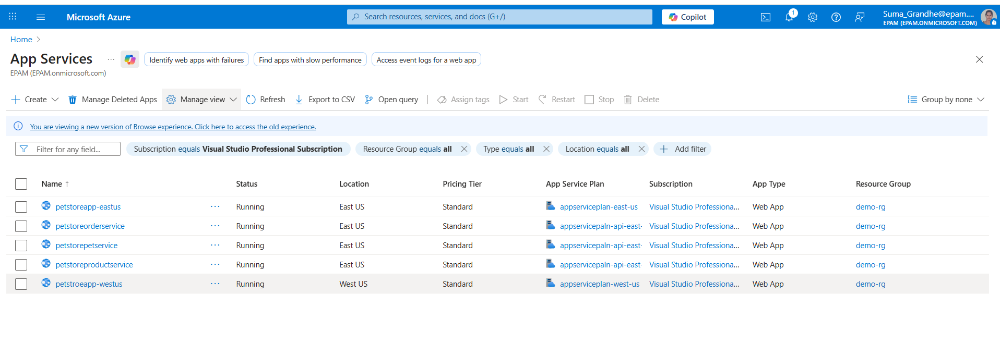 Microsoft Azure
Search resources, services, and docs (G+/)
Copilot
1
Suma_Grandhe@epam....
EPAM (EPAM.ONMICROSOFT.COM)
Home
App Services
...
Identify web apps with failures
Find apps with slow performance
Access event logs for a web app
EPAM (EPAM.onmicrosoft.com)
Create
Manage Deleted Apps
Manage view
Refresh
Export to CSV
Open query
Assign tags
Start
Restart
Stop
Delete
Group by none
You are viewing a new version of Browse experience. Click here to access the old experience.
Filter for any field...
Subscription equals Visual Studio Professional Subscription
Resource Group equals all
Type equals all
Location equals all
Add filter
Name ↑ Status Location Pricing Tier App Service Plan Subscription App Type Resource Group
petstoreapp-eastus ... Running East US Standard appserviceplan-east-us Visual Studio Professiona... Web App demo-rg
petstoreorderservice ... Running East US Standard appservicepaln-api-east- Visual Studio Professiona... Web App demo-rg
petstorepetservice ... Running East US Standard appservicepaln-api-east- Visual Studio Professiona... Web App demo-rg
petstoreproductservice ... Running East US Standard appservicepaln-api-east- Visual Studio Professiona... Web App demo-rg
petstroeapp-westus ... Running West US Standard appserviceplan-west-us Visual Studio Professiona... Web App demo-rg